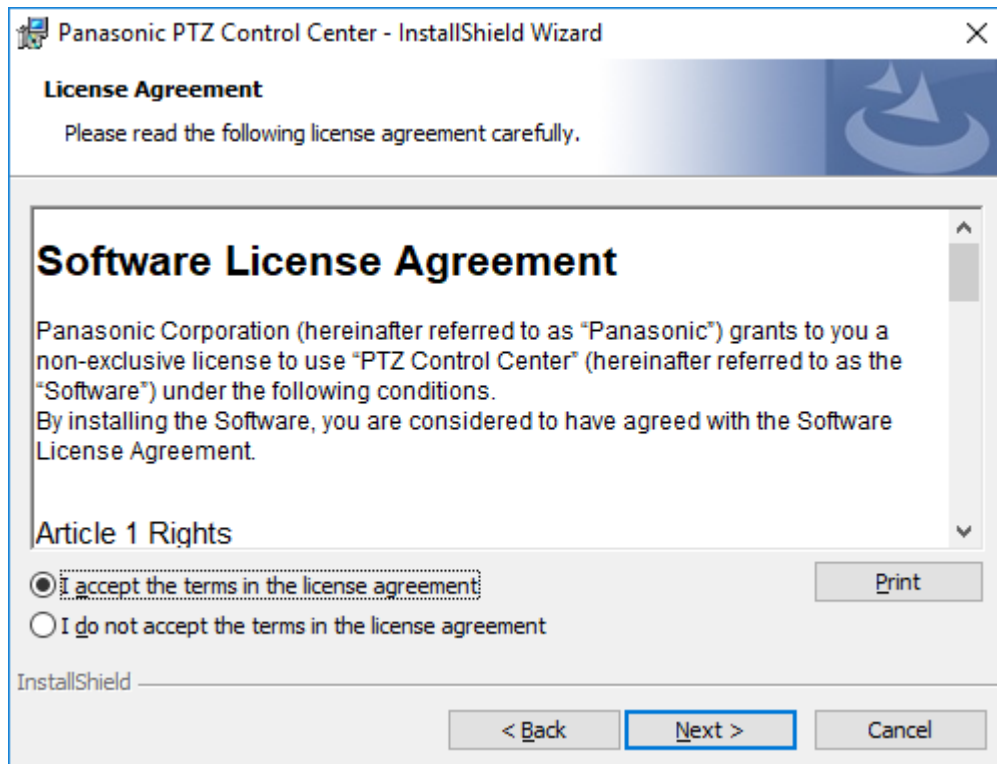 Panasonic PTZ Control Center - InstallShield Wizard
License Agreement
Please read the following license agreement carefully.
Software License Agreement
Panasonic Corporation (hereinafter referred to as “Panasonic”) grants to you a
non-exclusive license to use “PTZ Control Center” (hereinafter referred to as the
“Software”) under the following conditions.
By installing the Software, you are considered to have agreed with the Software
License Agreement.
Article 1 Rights
I accept the terms in the license agreement
Print
I do not accept the terms in the license agreement
InstallShield
< Back
Next >
Cancel